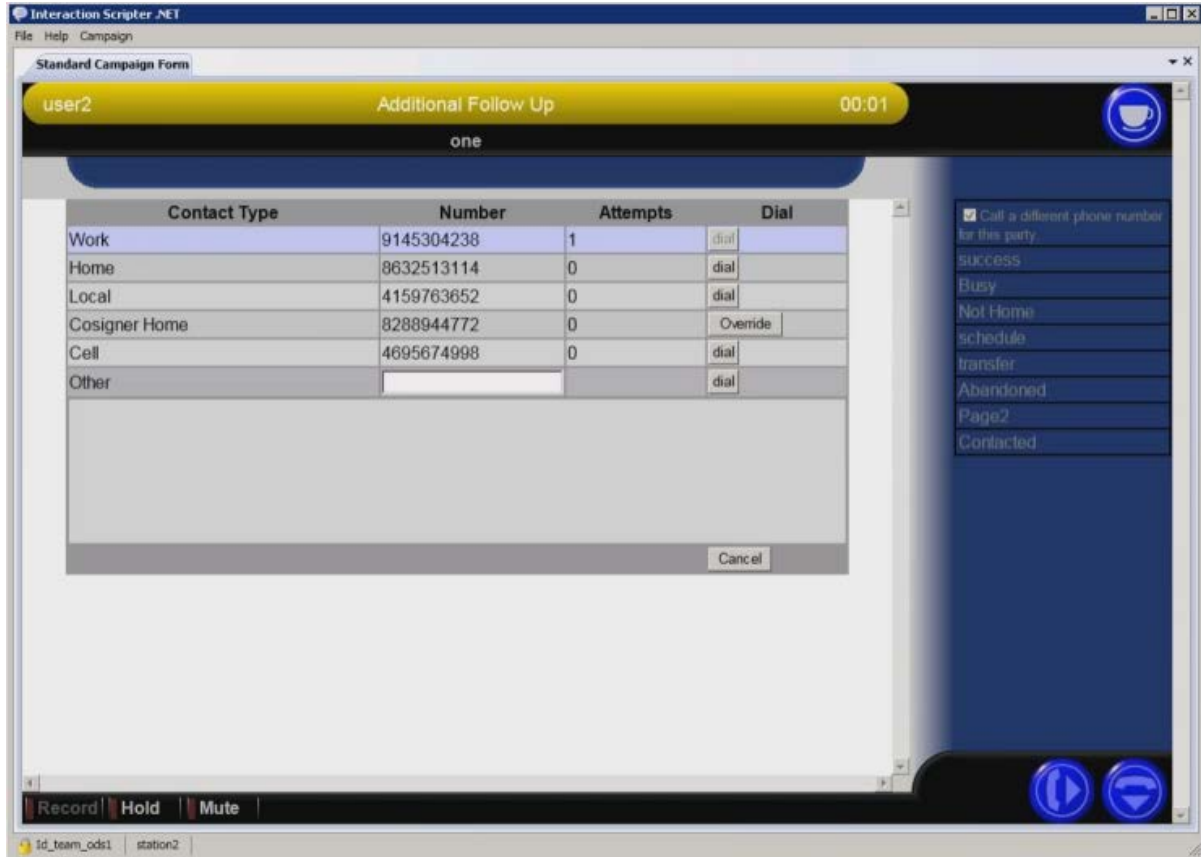 Interaction Scripter .NET
File Help Campaign
Standard Campaign Form
user2 Additional Follow Up 00:01
one
Contact Type Number Attempts Dial
Work 9145304238 1 dial
Home 8632513114 0 dial
Local 4159763652 0 dial
Cosigner Home 8288944772 0 Override
Cell 4695674998 0 dial
Other dial
Cancel
Call a different phone number
for this party.
success
Busy
Not Home
schedule
transfer
Abandoned
Page2
Contacted
Record Hold Mute
Id_team_ods1 station2